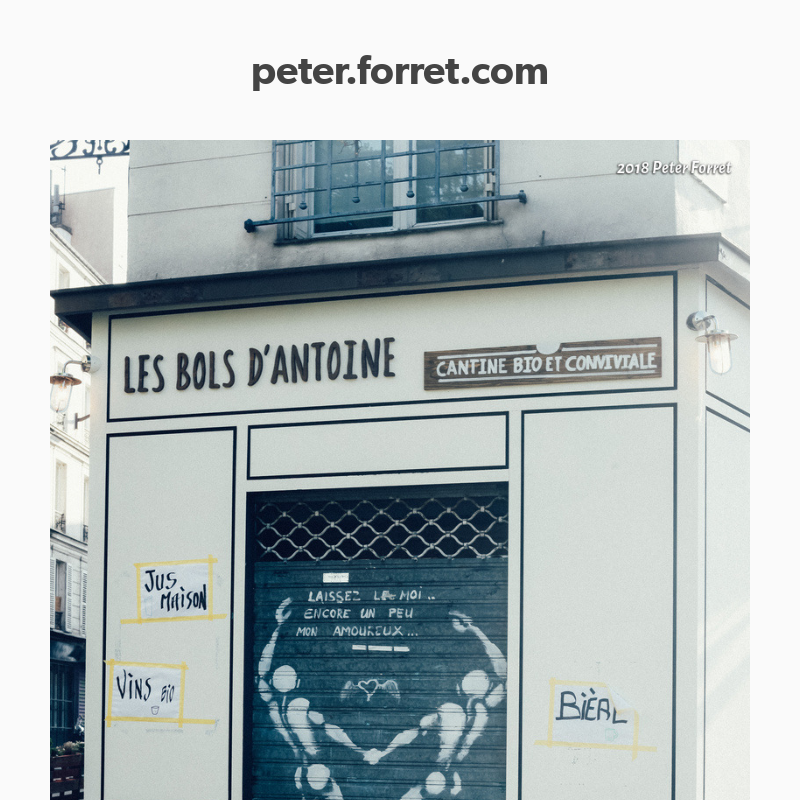 peter.forret.com
2018 Peter Forret
LES BOLS D'ANTOINE
CANTINE BIO ET CONVIVIALE
LAISSEZ LE MOI ..
ENCORE UN PEU
MON AMOUREUX...
JUS
MAISON
VINS BIO